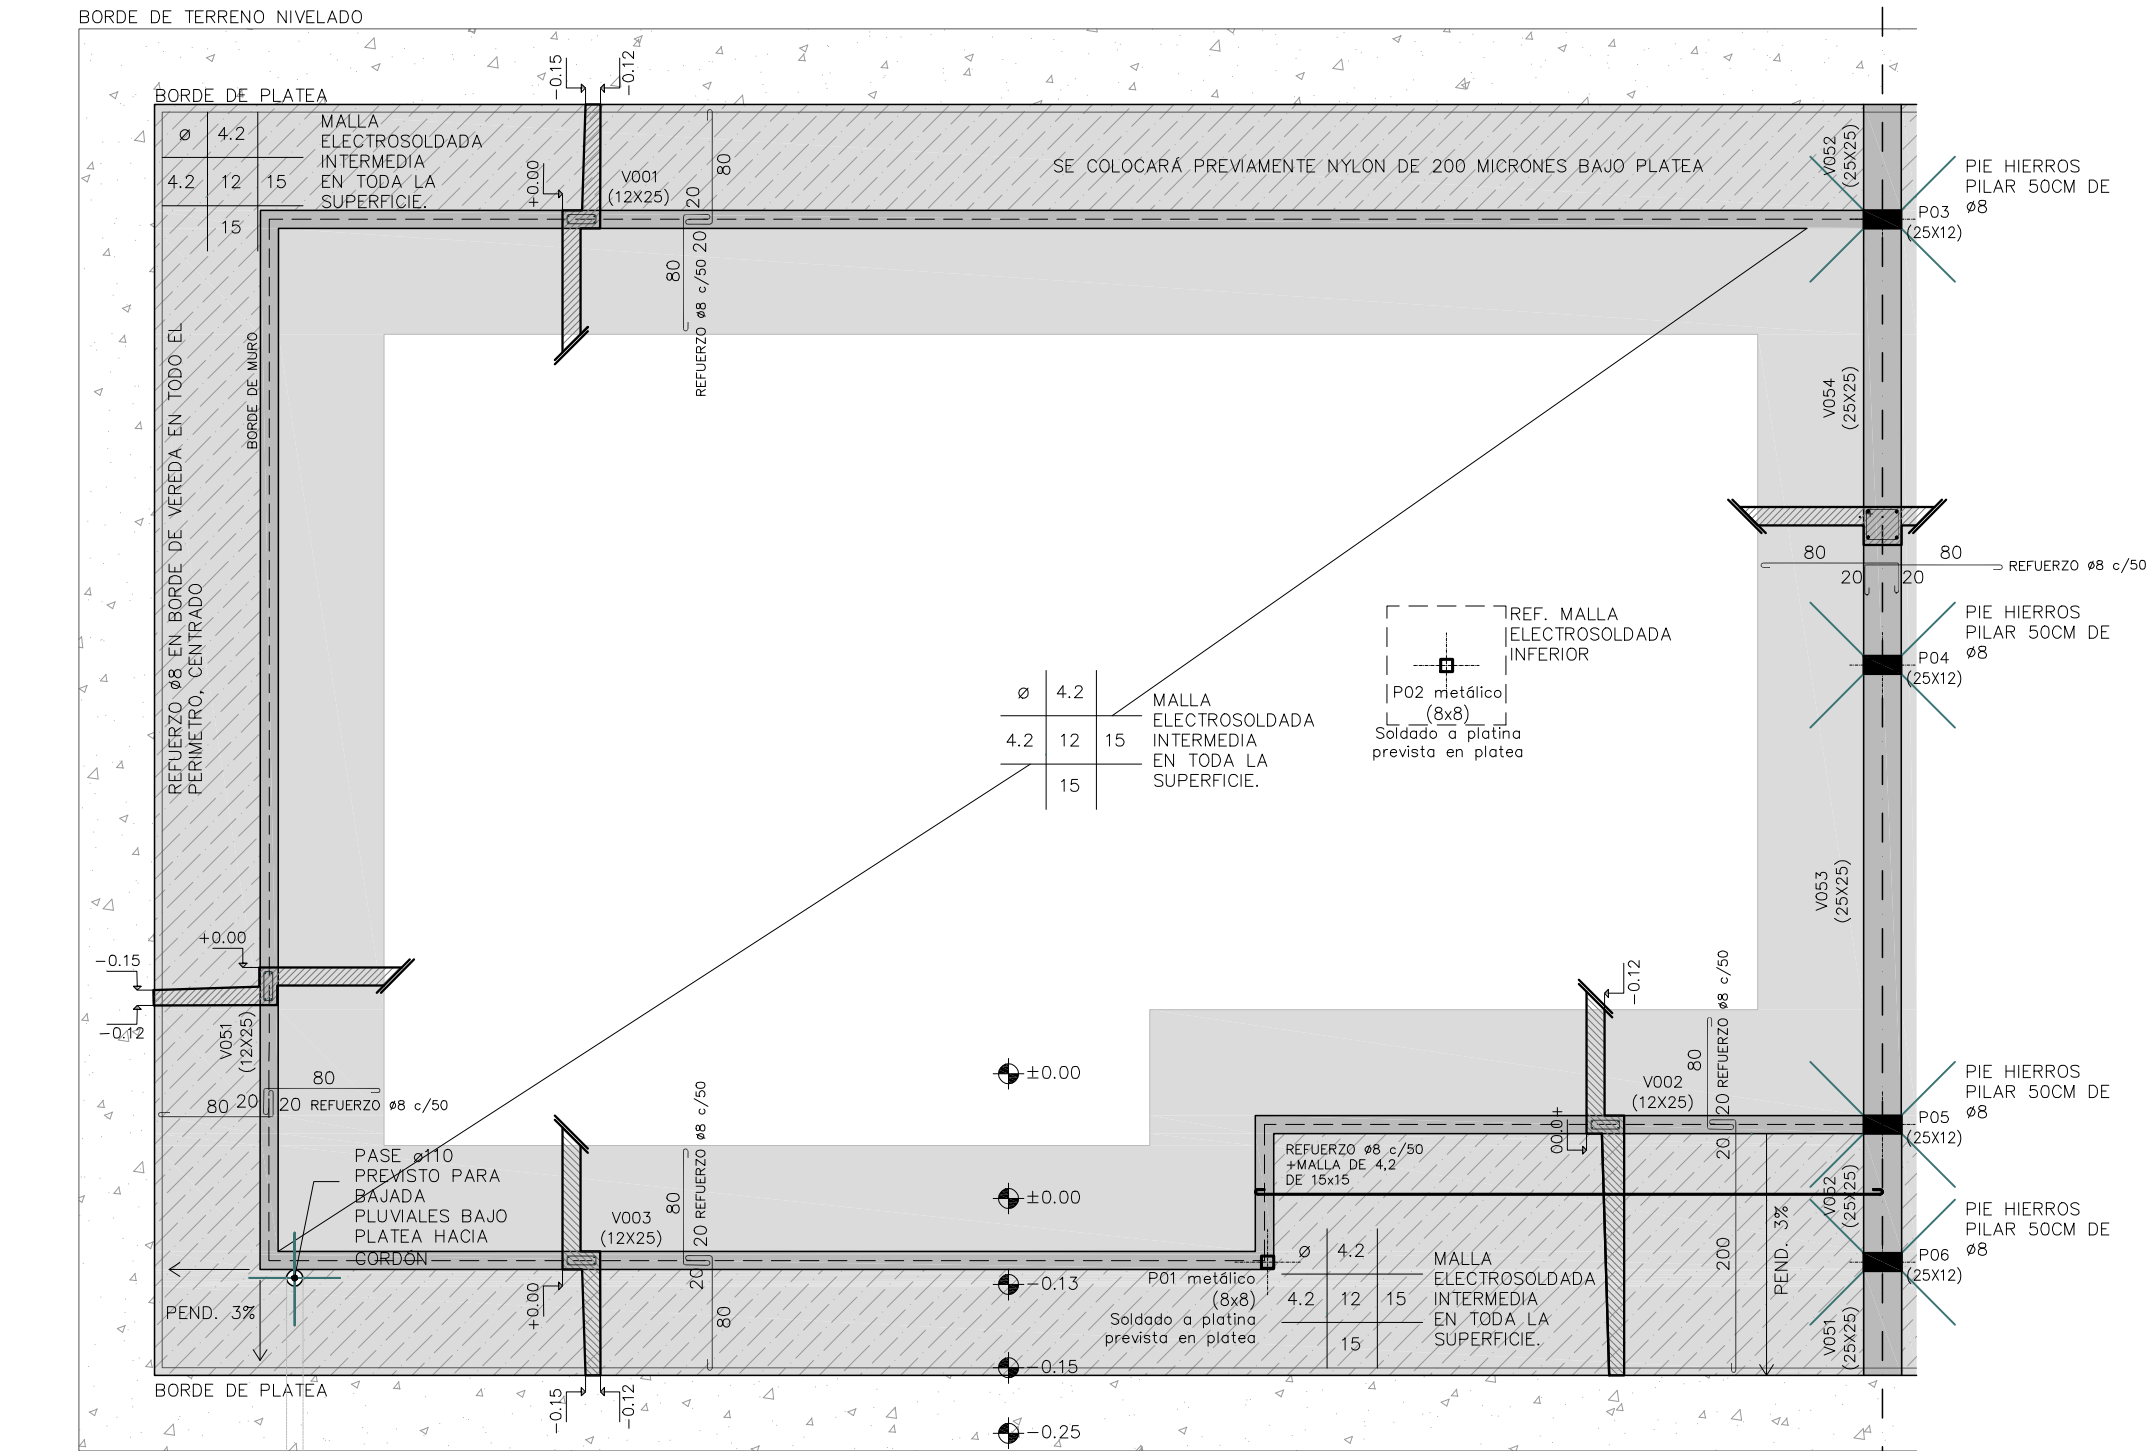 BORDE DE TERRENO NIVELADO
-0.15
-0.12
BORDE DE PLATEA
ø 4.2
4.2 12 15
15
MALLA
ELECTROSOLDADA
INTERMEDIA
EN TODA LA
SUPERFICIE.
+0.00
V001
(12X25)
80
20
20
80
REFUERZO ø8 c/50
SE COLOCARÁ PREVIAMENTE NYLON DE 200 MICRONES BAJO PLATEA
V052
(25X25)
PIE HIERROS
PILAR 50CM DE
ø8
P03
(25X12)
BORDE DE MURO
REFUERZO ø8 EN BORDE DE VEREDA EN TODO EL
PERIMETRO, CENTRADO
V054
(25X25)
80
80
20
20
REFUERZO ø8 c/50
REF. MALLA
ELECTROSOLDADA
INFERIOR
P02 metálico
(8x8)
Soldado a platina
prevista en platea
PIE HIERROS
PILAR 50CM DE
ø8
P04
(25X12)
ø 4.2
4.2 12 15
15
MALLA
ELECTROSOLDADA
INTERMEDIA
EN TODA LA
SUPERFICIE.
V053
(25X25)
+0.00
-0.15
-0.12
V051
(12X25)
80
80
20
20
REFUERZO ø8 c/50
-0.12
REFUERZO ø8 c/50
80
20
20
200
V002
(12X25)
+0.00
±0.00
PIE HIERROS
PILAR 50CM DE
ø8
P05
(25X12)
REFUERZO ø8 c/50
+MALLA DE 4,2
DE 15x15
PASE ø110
PREVISTO PARA
BAJADA
PLUVIALES BAJO
PLATEA HACIA
CORDÓN
REFUERZO ø8 c/50
80
20
20
80
V003
(12X25)
+0.00
±0.00
V052
(25X25)
PIE HIERROS
PILAR 50CM DE
ø8
P06
(25X12)
PEND. 3%
PEND. 3%
-0.13
P01 metálico
(8x8)
Soldado a platina
prevista en platea
ø 4.2
4.2 12 15
15
MALLA
ELECTROSOLDADA
INTERMEDIA
EN TODA LA
SUPERFICIE.
V051
(25X25)
-0.15
BORDE DE PLATEA
-0.15
-0.12
-0.25